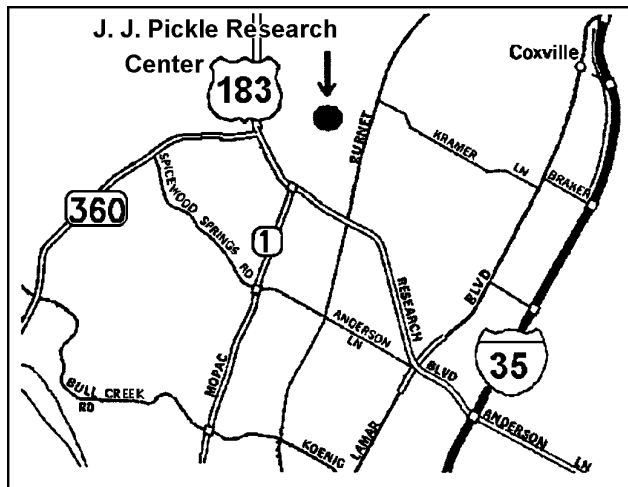 J. J. Pickle Research
Center
Coxville
183
BURNET
KRAMER
LN
BRAKER
SPICEWOOD SPRINGS
RD
360
1
RESEARCH
BLVD
ANDERSON
LN
BLVD
35
MOPAC
BULL CREEK
RD
KOENIG
LAMAR
ANDERSON
LN